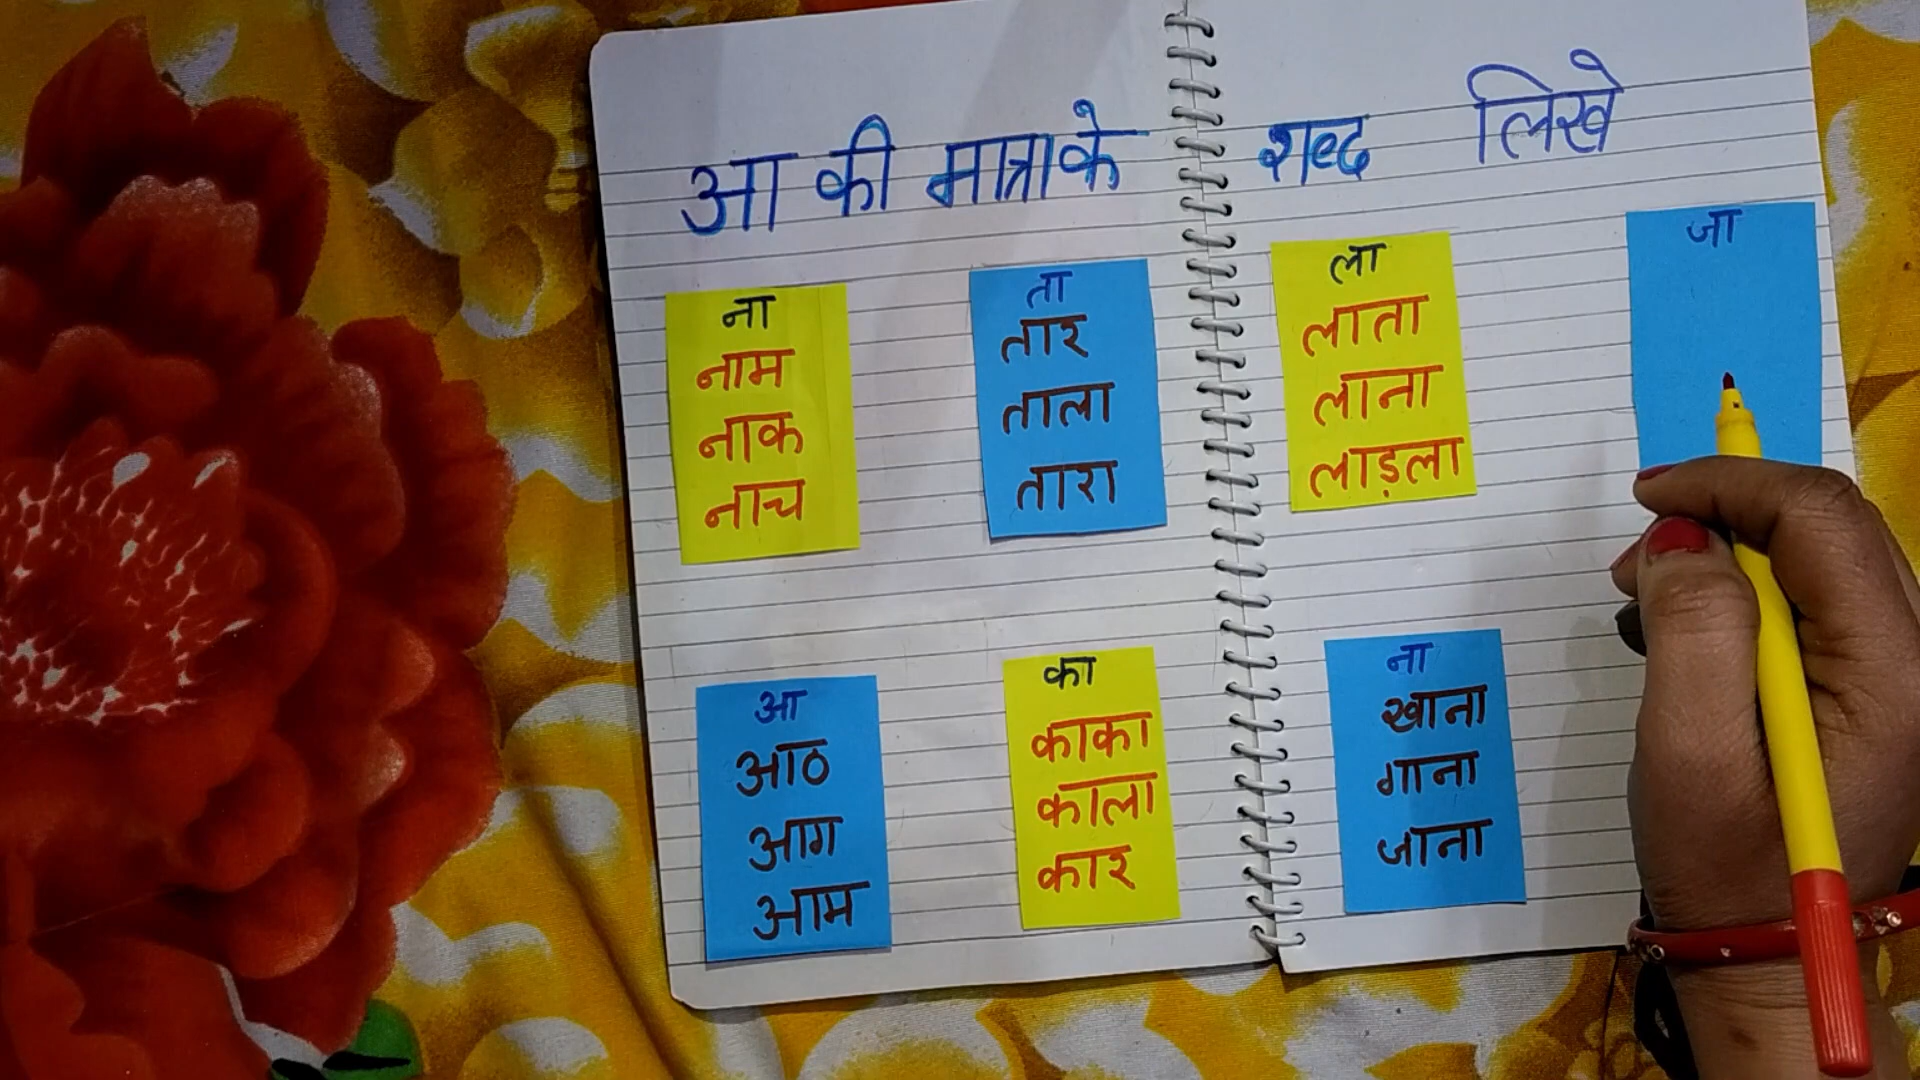 आ की मात्रा के शब्द लिखे
ना
नाम
नाक
नाच
ता
तार
ताला
तारा
ला
लाता
लाना
लाड़ला
जा
आ
आठ
आग
आम
का
काका
काला
कार
ना
खाना
गाना
जाना